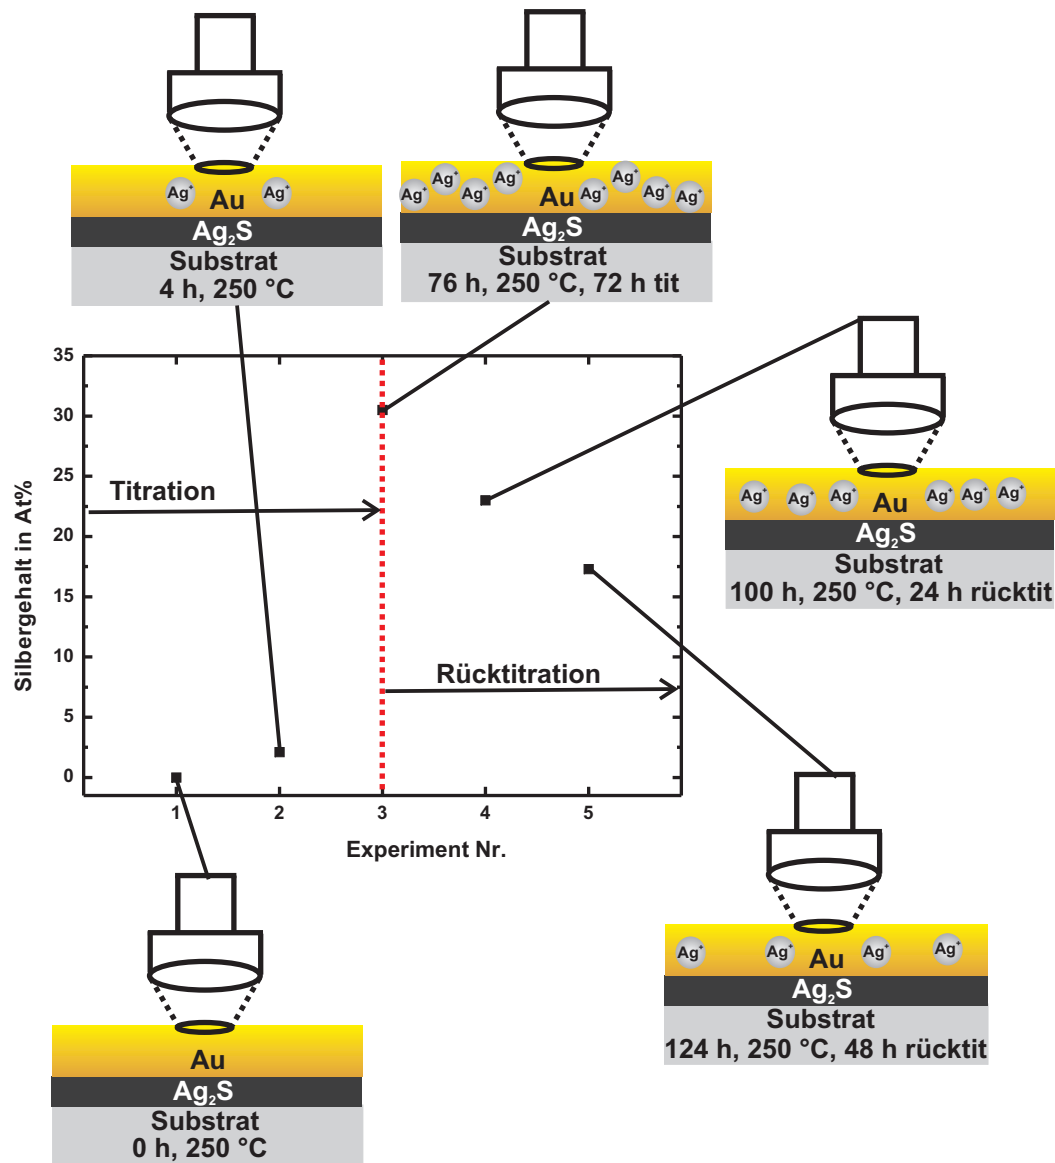 Ag⁺ Ag⁺
Au
Ag₂S
Substrat
4 h, 250 °C
Ag⁺ Ag⁺ Ag⁺ Ag⁺ Ag⁺ Ag⁺ Ag⁺ Ag⁺
Au
Ag₂S
Substrat
76 h, 250 °C, 72 h tit
Silbergehalt in At%
35
30
25
20
15
10
5
0
Titration
Rücktitration
1 2 3 4 5
Experiment Nr.
Ag⁺ Ag⁺ Ag⁺ Au Ag⁺ Ag⁺ Ag⁺
Ag₂S
Substrat
100 h, 250 °C, 24 h rücktit
Au
Ag₂S
Substrat
0 h, 250 °C
Ag⁺ Ag⁺ Au Ag⁺ Ag⁺
Ag₂S
Substrat
124 h, 250 °C, 48 h rücktit